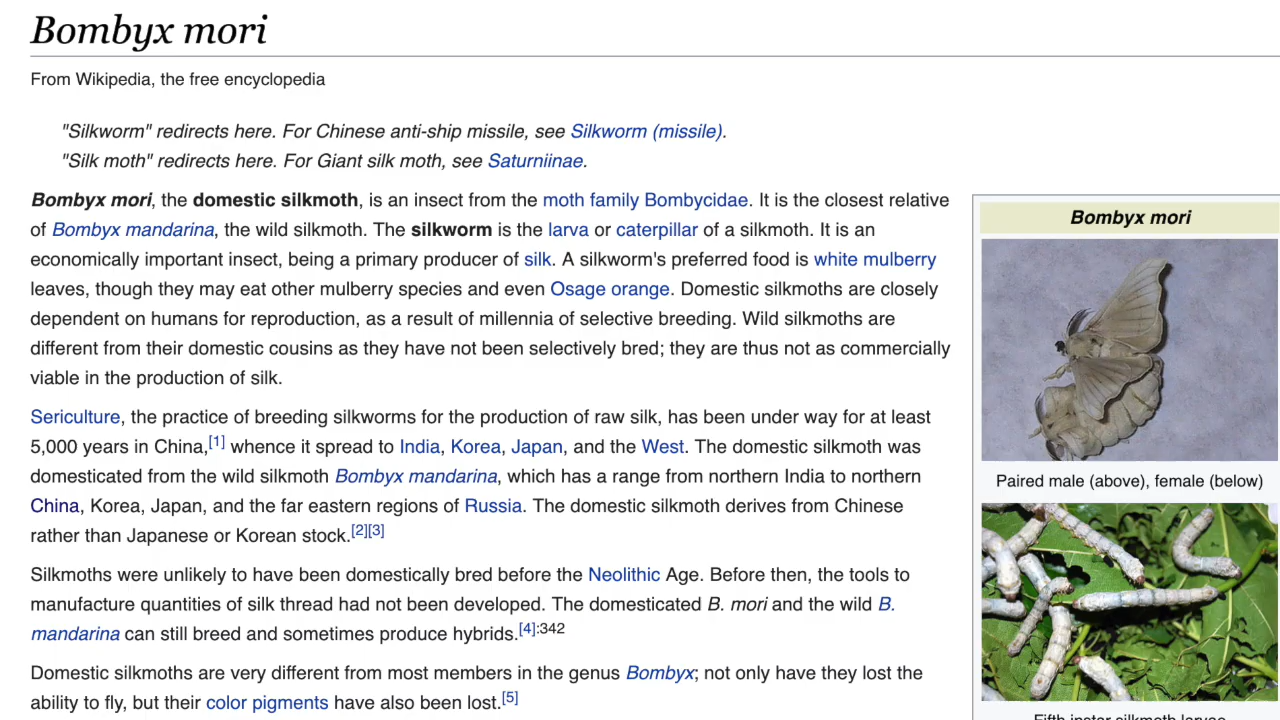 Bombyx mori
From Wikipedia, the free encyclopedia
"Silkworm" redirects here. For Chinese anti-ship missile, see Silkworm (missile).
"Silk moth" redirects here. For Giant silk moth, see Saturniinae.
Bombyx mori, the domestic silkmoth, is an insect from the moth family Bombycidae. It is the closest relative
of Bombyx mandarina, the wild silkmoth. The silkworm is the larva or caterpillar of a silkmoth. It is an
economically important insect, being a primary producer of silk. A silkworm's preferred food is white mulberry
leaves, though they may eat other mulberry species and even Osage orange. Domestic silkmoths are closely
dependent on humans for reproduction, as a result of millennia of selective breeding. Wild silkmoths are
different from their domestic cousins as they have not been selectively bred; they are thus not as commercially
viable in the production of silk.
Sericulture, the practice of breeding silkworms for the production of raw silk, has been under way for at least
5,000 years in China,[1] whence it spread to India, Korea, Japan, and the West. The domestic silkmoth was
domesticated from the wild silkmoth Bombyx mandarina, which has a range from northern India to northern
China, Korea, Japan, and the far eastern regions of Russia. The domestic silkmoth derives from Chinese
rather than Japanese or Korean stock.[2][3]
Silkmoths were unlikely to have been domestically bred before the Neolithic Age. Before then, the tools to
manufacture quantities of silk thread had not been developed. The domesticated B. mori and the wild B.
mandarina can still breed and sometimes produce hybrids.[4]:342
Domestic silkmoths are very different from most members in the genus Bombyx; not only have they lost the
ability to fly, but their color pigments have also been lost.[5]
Bombyx mori
Paired male (above), female (below)
Fifth instar silkmoth larvae